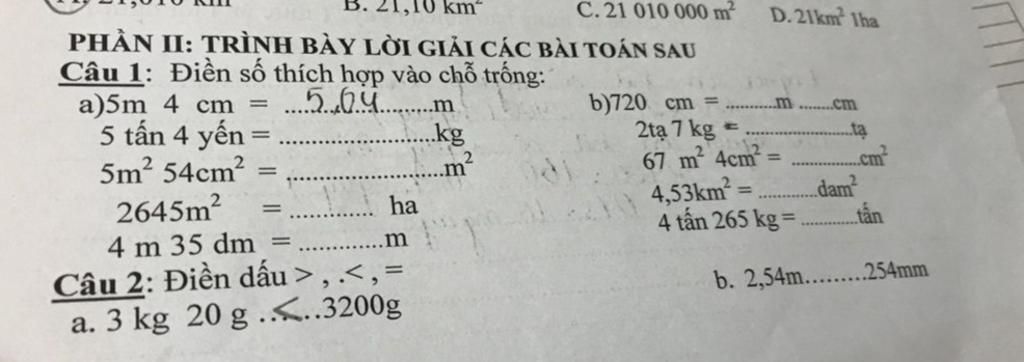 B. 21,10 km²
C. 21 010 000 m² D.21km² 1ha
PHẦN II: TRÌNH BÀY LỜI GIẢI CÁC BÀI TOÁN SAU
Câu 1: Điền số thích hợp vào chỗ trống:
a)5m 4 cm = ...5,04.........m
b)720 cm = ..........m .......cm
5 tấn 4 yến = ........................kg
2tạ 7 kg = ......................tạ
5m² 54cm² = ........................m²
67 m² 4cm² = ..............cm²
2645m² = ............. ha
4,53km² = ............dam²
4 m 35 dm = .............m
4 tấn 265 kg = ...........tấn
Câu 2: Điền dấu > , .< , =
a. 3 kg 20 g ..<..3200g
b. 2,54m.........254mm